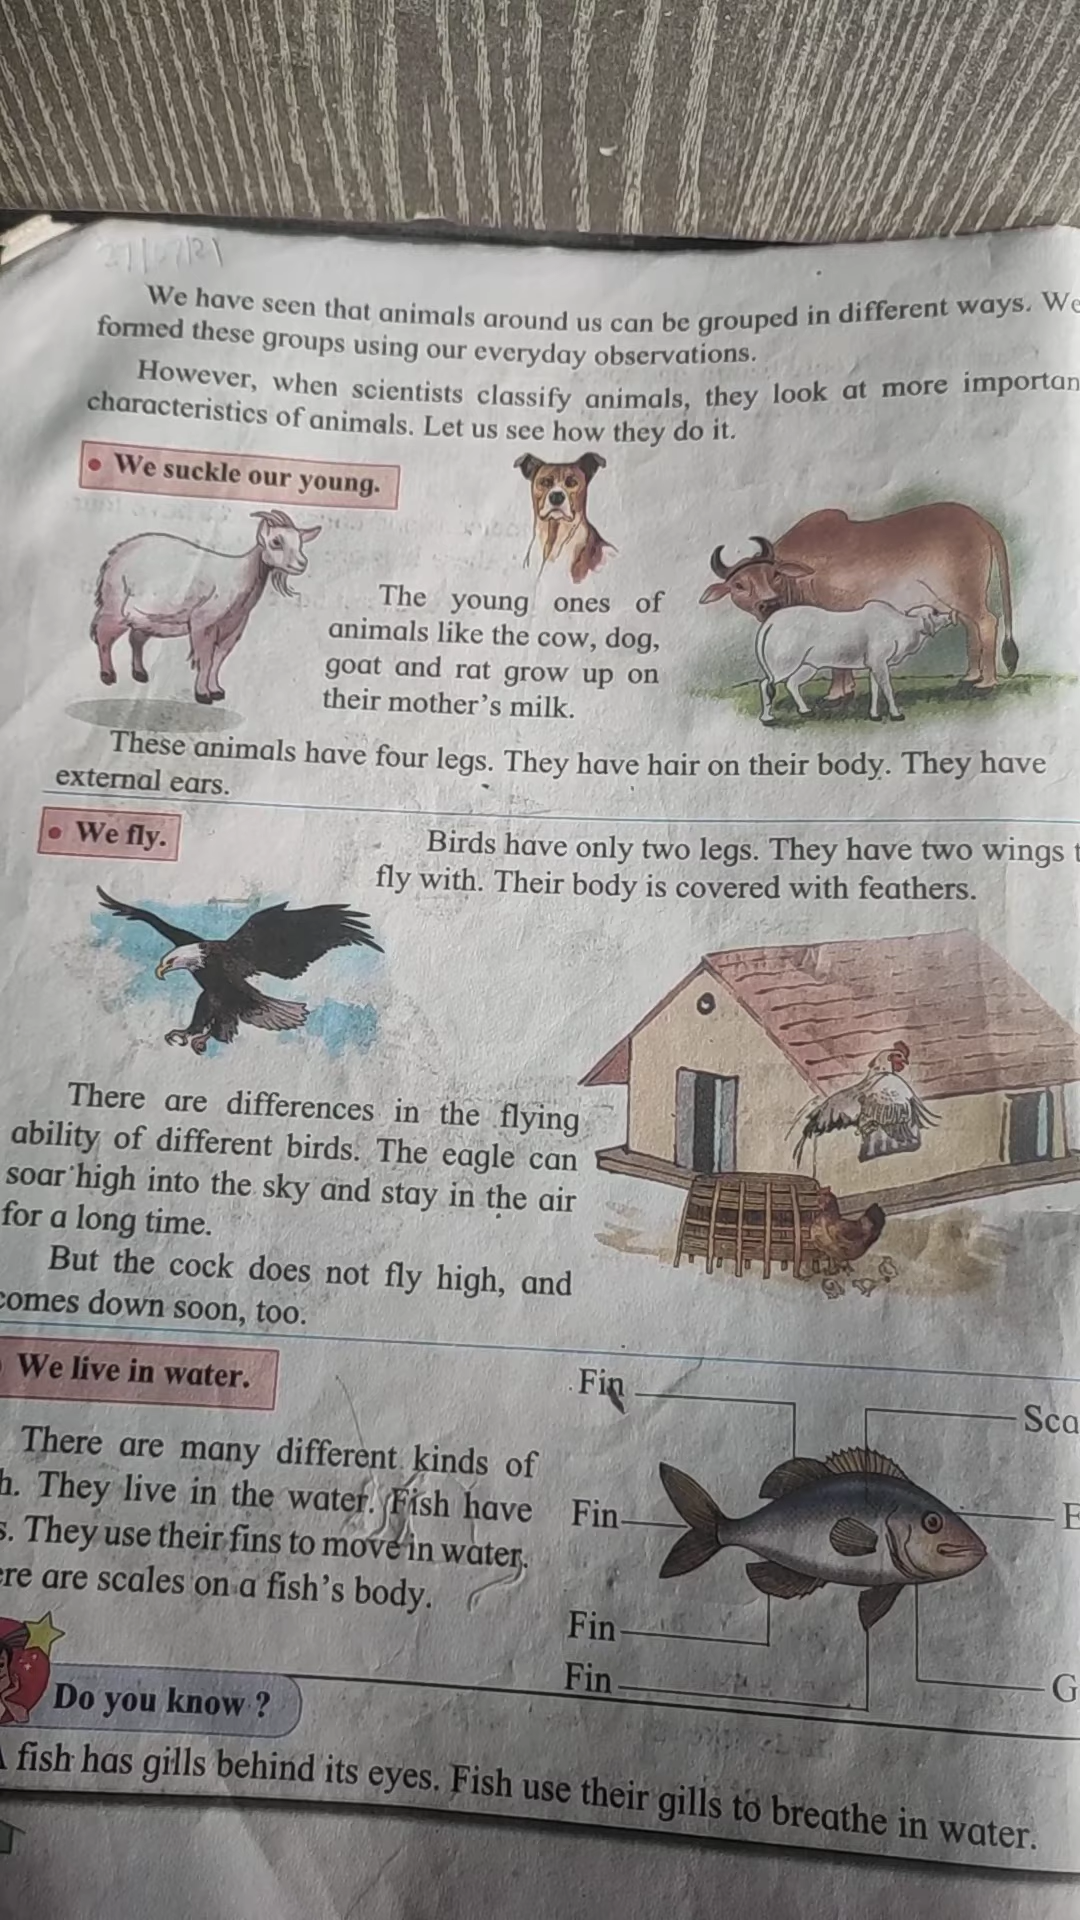 We have seen that animals around us can be grouped in different ways. We
formed these groups using our everyday observations.
However, when scientists classify animals, they look at more importan
characteristics of animals. Let us see how they do it.
• We suckle our young.
The young ones of
animals like the cow, dog,
goat and rat grow up on
their mother's milk.
These animals have four legs. They have hair on their body. They have
external ears.
• We fly.
Birds have only two legs. They have two wings t
fly with. Their body is covered with feathers.
There are differences in the flying
ability of different birds. The eagle can
soar high into the sky and stay in the air
for a long time.
But the cock does not fly high, and
comes down soon, too.
We live in water.
There are many different kinds of
h. They live in the water. Fish have
s. They use their fins to move in water.
ere are scales on a fish's body.
Fin
Sca
Fin
E
Fin
Fin
G
Do you know ?
fish has gills behind its eyes. Fish use their gills to breathe in water.